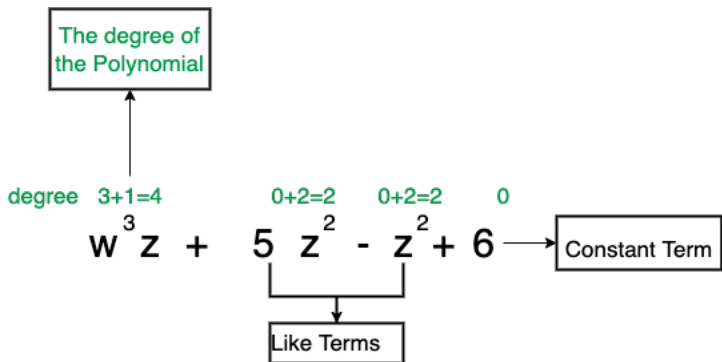 The degree of
the Polynomial
degree 3+1=4 0+2=2 0+2=2 0
w³z + 5 z² - z² + 6
Constant Term
Like Terms